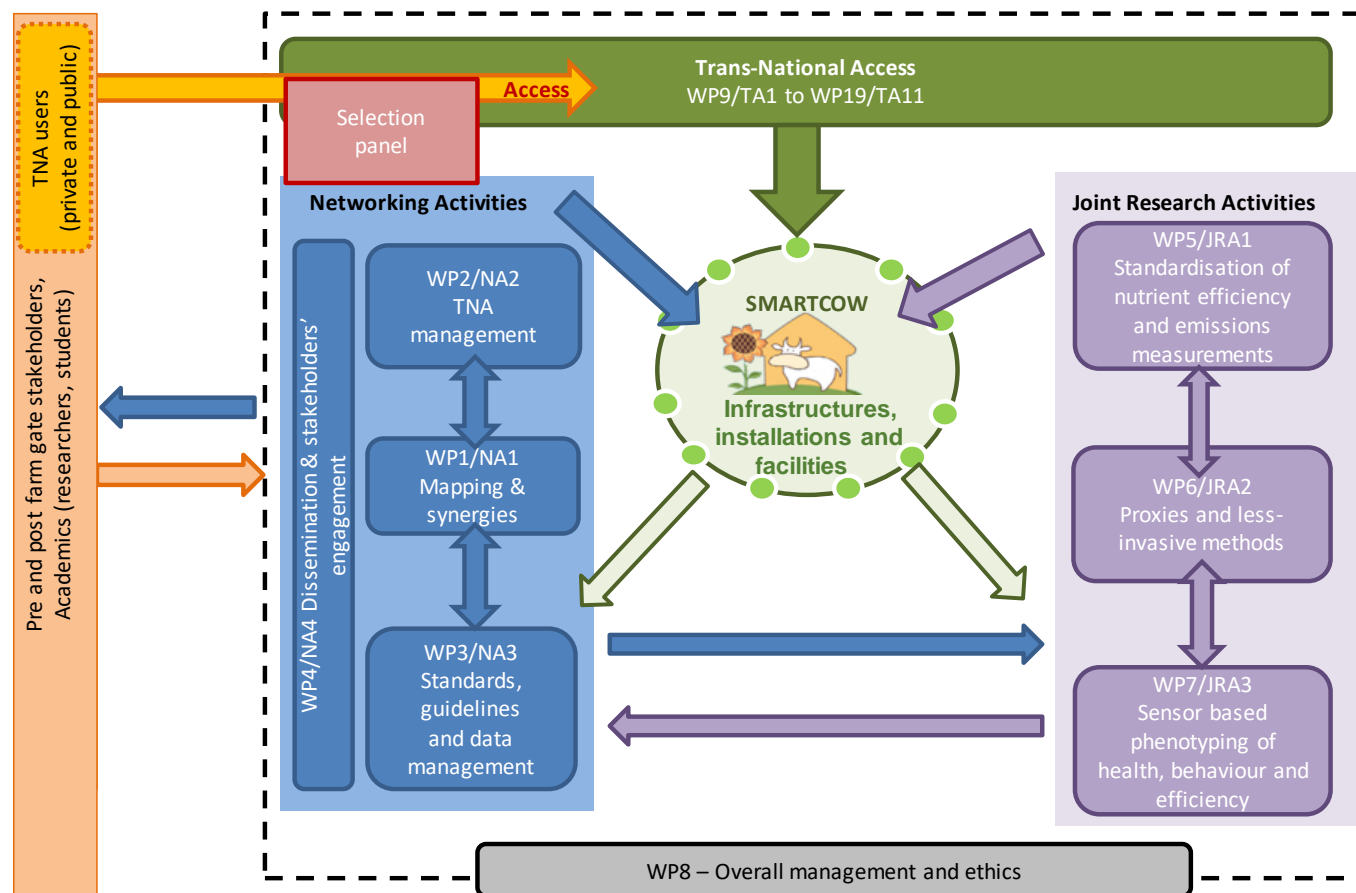 TNA users
(private and public)
Pre and post farm gate stakeholders,
Academics (researchers, students)
Trans-National Access
WP9/TA1 to WP19/TA11
Access
Selection
panel
Networking Activities
WP4/NA4 Dissemination & stakeholders'
engagement
WP2/NA2
TNA
management
WP1/NA1
Mapping &
synergies
WP3/NA3
Standards,
guidelines
and data
management
SMARTCOW
Infrastructures,
installations and
facilities
Joint Research Activities
WP5/JRA1
Standardisation of
nutrient efficiency
and emissions
measurements
WP6/JRA2
Proxies and less-
invasive methods
WP7/JRA3
Sensor based
phenotyping of
health, behaviour and
efficiency
WP8 – Overall management and ethics